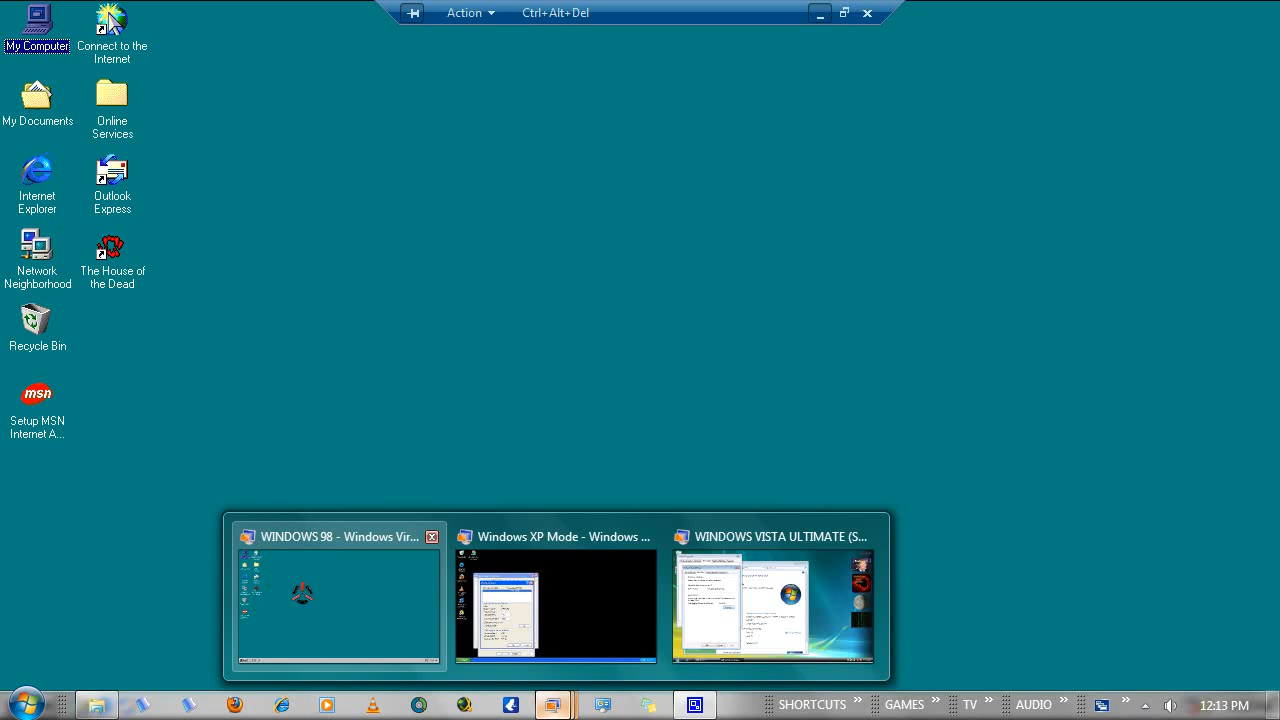 Action
Ctrl+Alt+Del
My Computer
Connect to the
Internet
My Documents
Online
Services
Internet
Explorer
Outlook
Express
Network
Neighborhood
The House of
the Dead
Recycle Bin
msn
Setup MSN
Internet A...
WINDOWS 98 - Windows Vir...
Windows XP Mode - Windows ...
WINDOWS VISTA ULTIMATE (S...
SHORTCUTS
GAMES
TV
AUDIO
12:13 PM